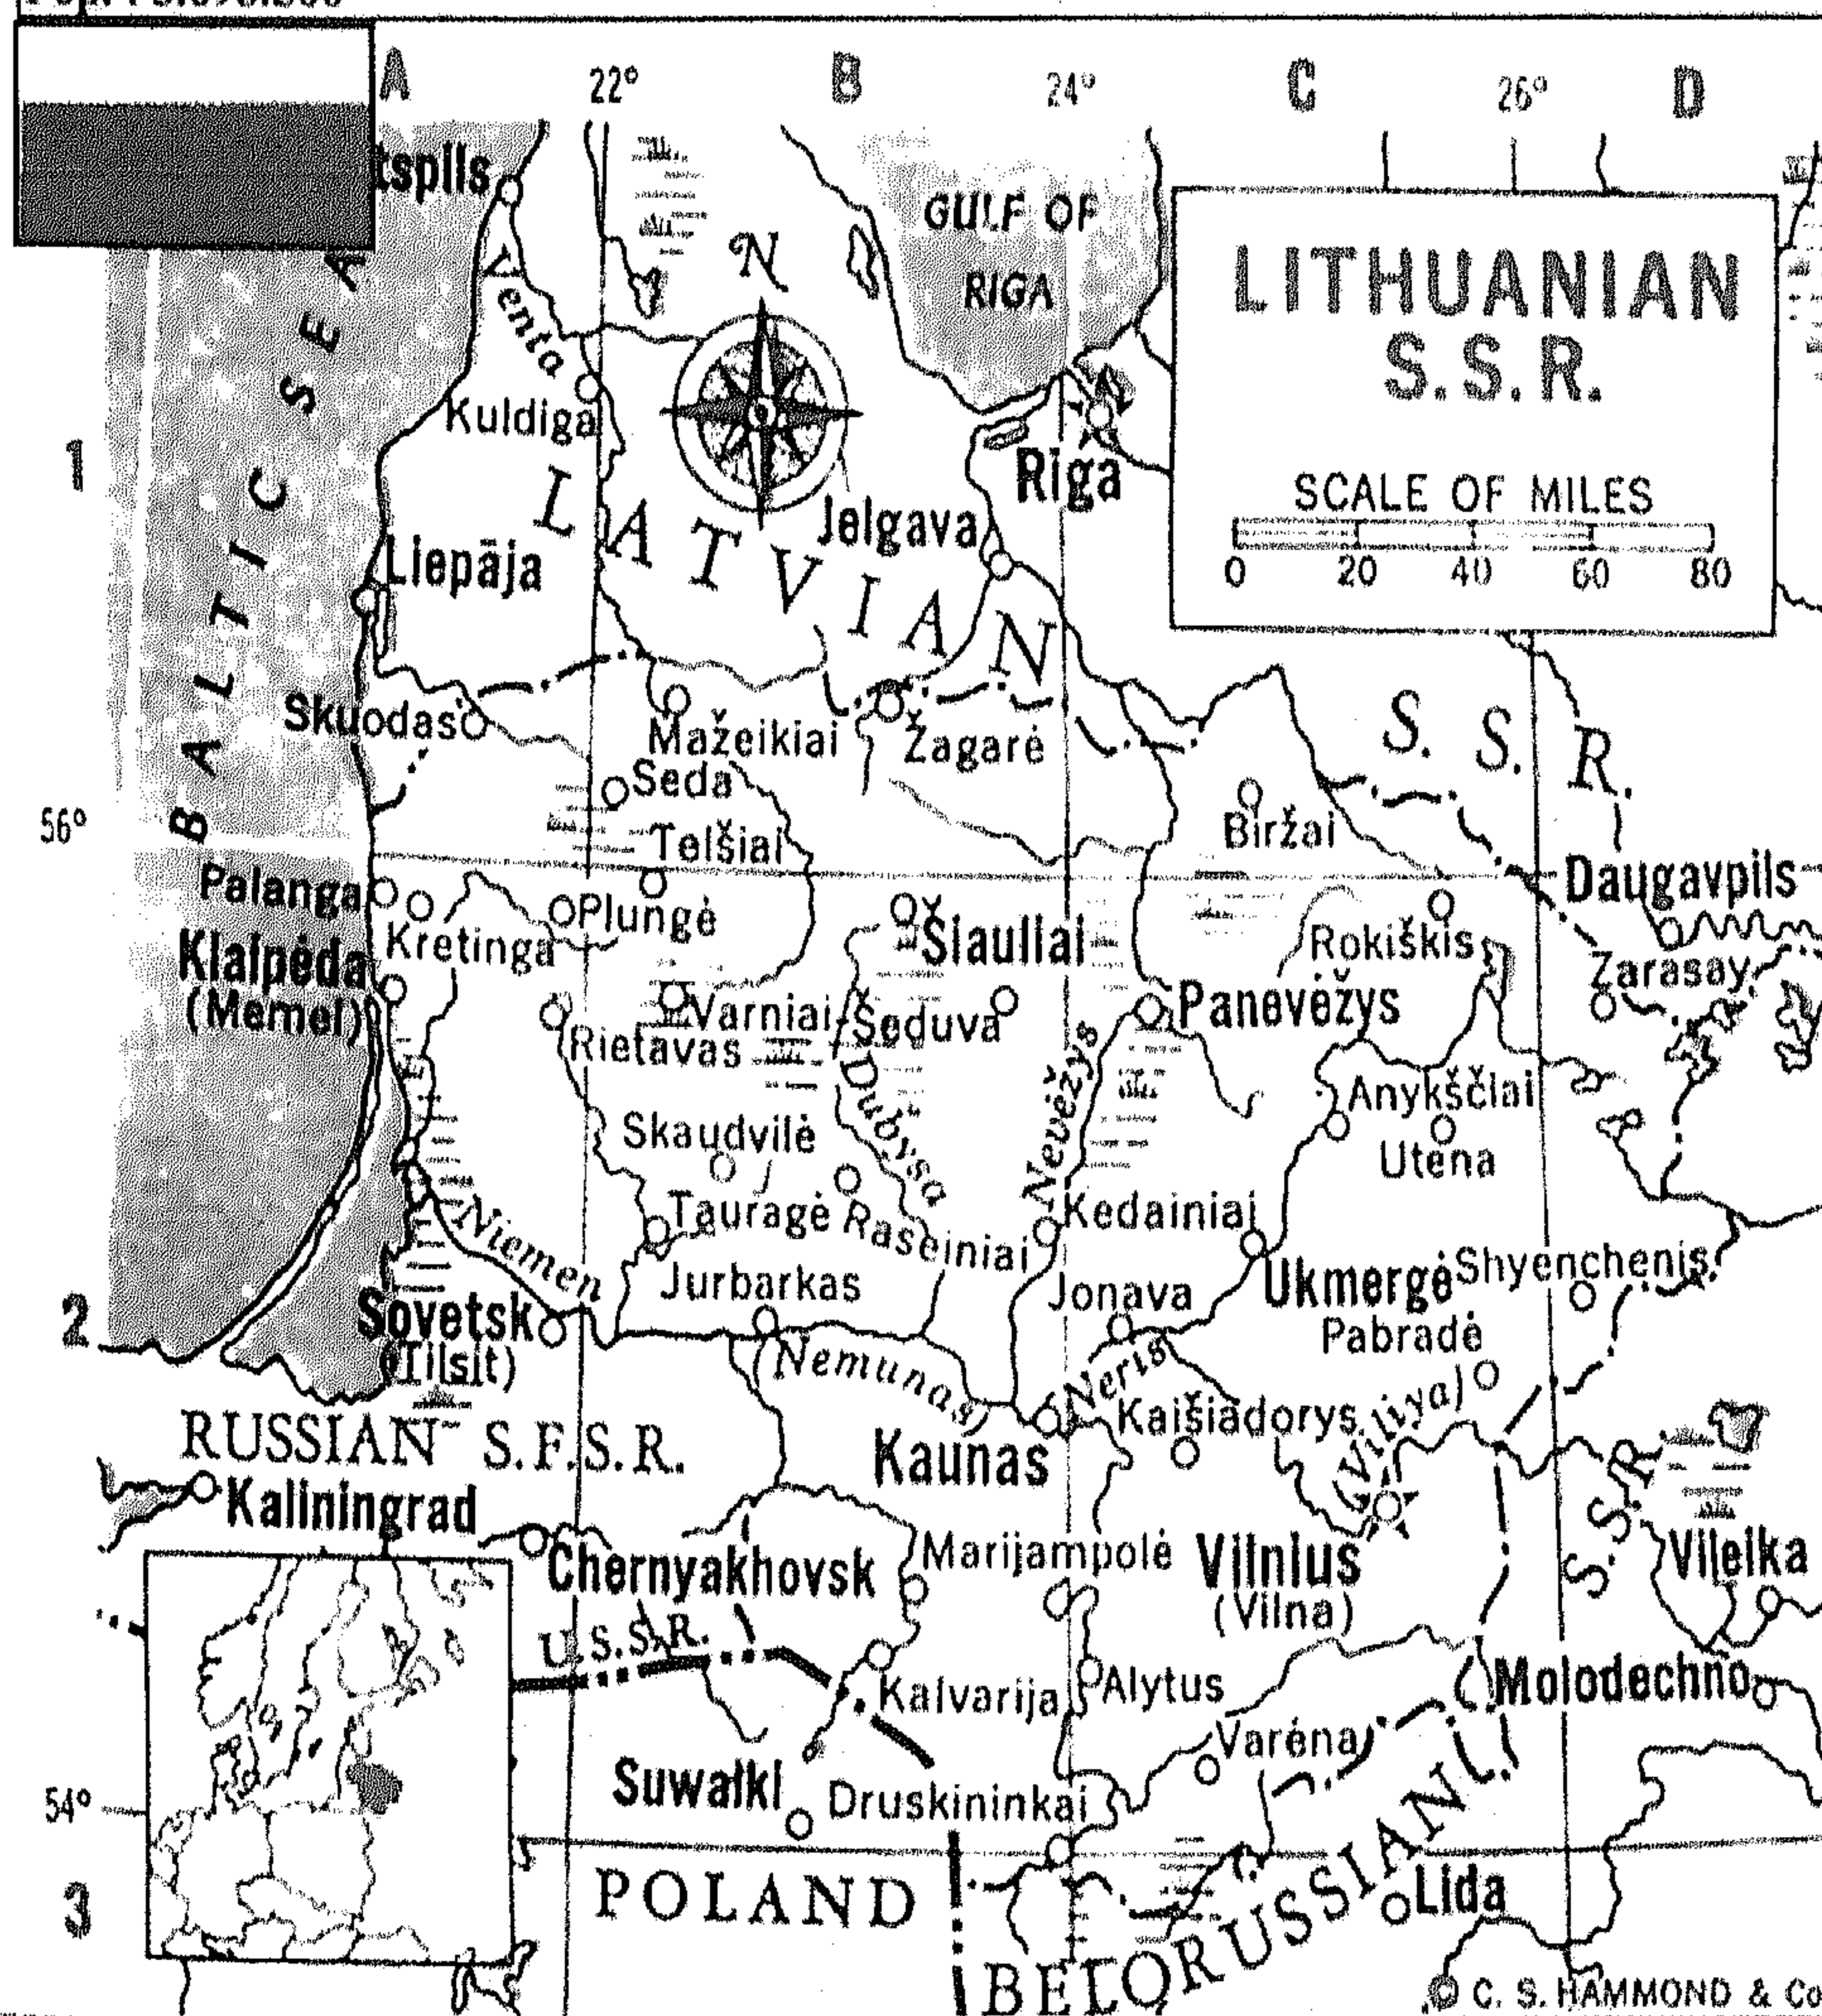 A
22°
B
24°
C
26°
D
tspils
GULF OF
RIGA
N
LITHUANIAN
S.S.R.
Venta
BALTIC SEA
Kuldiga
1
Riga
SCALE OF MILES
0 20 40 60 80
LATVIAN
S. S. R.
Jelgava
Liepāja
Skuodas
Mažeikiai
Žagarė
Seda
56°
Biržai
Telšiai
Daugavpils
Palanga
Plungė
Šiauliai
Kretinga
Rokiškis
Klaipėda
(Memel)
Zarasay
Varniai
Šeduva
Panevėžys
Rietavas
Dubysa
Nevėžys
Anykščiai
Skaudvilė
Utena
Niemen
Tauragė
Raseiniai
Kedainiai
Jurbarkas
Jonava
Ukmergė
Shyenchenis
2
Sovetsk
(Tilsit)
Pabradė
(Nemunas)
Neris
(Viliya)
Kaišiadorys
RUSSIAN S.F.S.R.
Kaunas
Kaliningrad
Chernyakhovsk
Marijampolė
Vilnius
(Vilna)
Vileika
U.S.S.R.
Kalvarija
Alytus
Molodechno
Varėna
Suwalki
Druskininkai
54°
3
POLAND
BELORUSSIAN
S.S.R.
Lida
© C. S. HAMMOND & Co